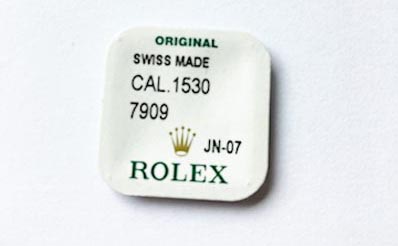 ORIGINAL
SWISS MADE
CAL.1530
7909
JN-07
ROLEX